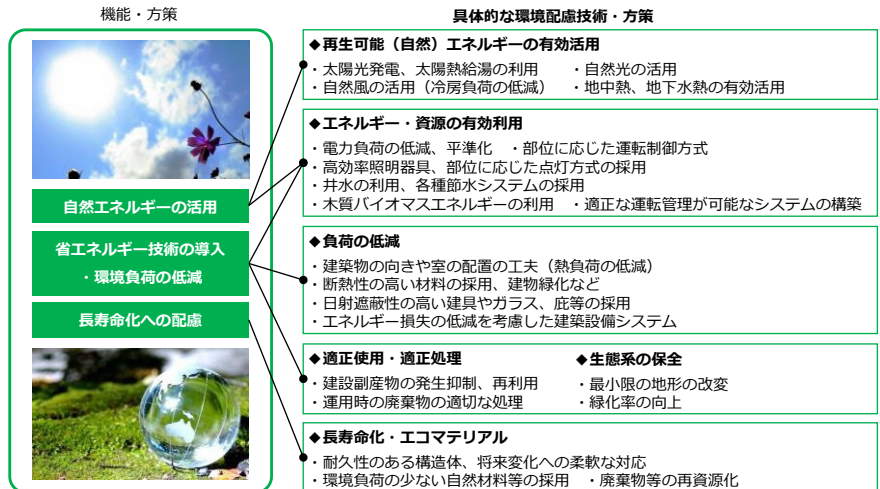 機能・方策
具体的な環境配慮技術・方策
自然エネルギーの活用
省エネルギー技術の導入
・環境負荷の低減
長寿命化への配慮
◆再生可能（自然）エネルギーの有効活用
・太陽光発電、太陽熱給湯の利用　・自然光の活用
・自然風の活用（冷房負荷の低減）　・地中熱、地下水熱の有効活用
◆エネルギー・資源の有効利用
・電力負荷の低減、平準化　・部位に応じた運転制御方式
・高効率照明器具、部位に応じた点灯方式の採用
・井水の利用、各種節水システムの採用
・木質バイオマスエネルギーの利用　・適正な運転管理が可能なシステムの構築
◆負荷の低減
・建築物の向きや室の配置の工夫（熱負荷の低減）
・断熱性の高い材料の採用、建物緑化など
・日射遮蔽性の高い建具やガラス、庇等の採用
・エネルギー損失の低減を考慮した建築設備システム
◆適正使用・適正処理
・建設副産物の発生抑制、再利用
・運用時の廃棄物の適切な処理
◆生態系の保全
・最小限の地形の改変
・緑化率の向上
◆長寿命化・エコマテリアル
・耐久性のある構造体、将来変化への柔軟な対応
・環境負荷の少ない自然材料等の採用　・廃棄物等の再資源化